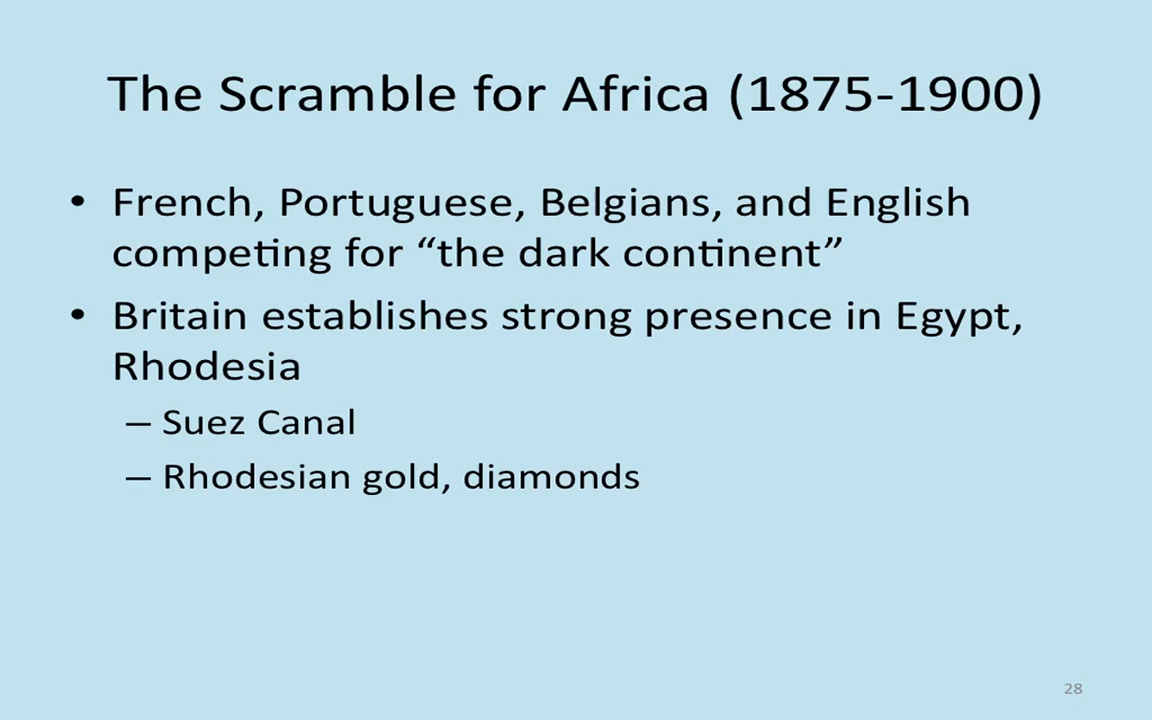 The Scramble for Africa (1875-1900)
• French, Portuguese, Belgians, and English
competing for “the dark continent”
• Britain establishes strong presence in Egypt,
Rhodesia
– Suez Canal
– Rhodesian gold, diamonds
28